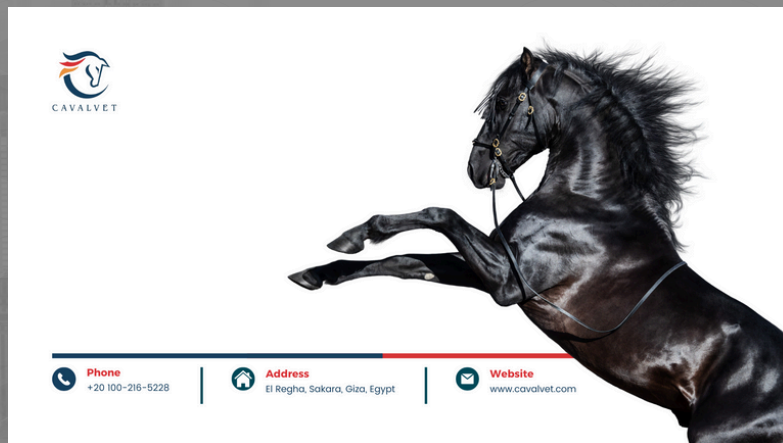 CAVALVET
Phone
+20 100-216-5228
Address
El Regha, Sakara, Giza, Egypt
Website
www.cavalvet.com